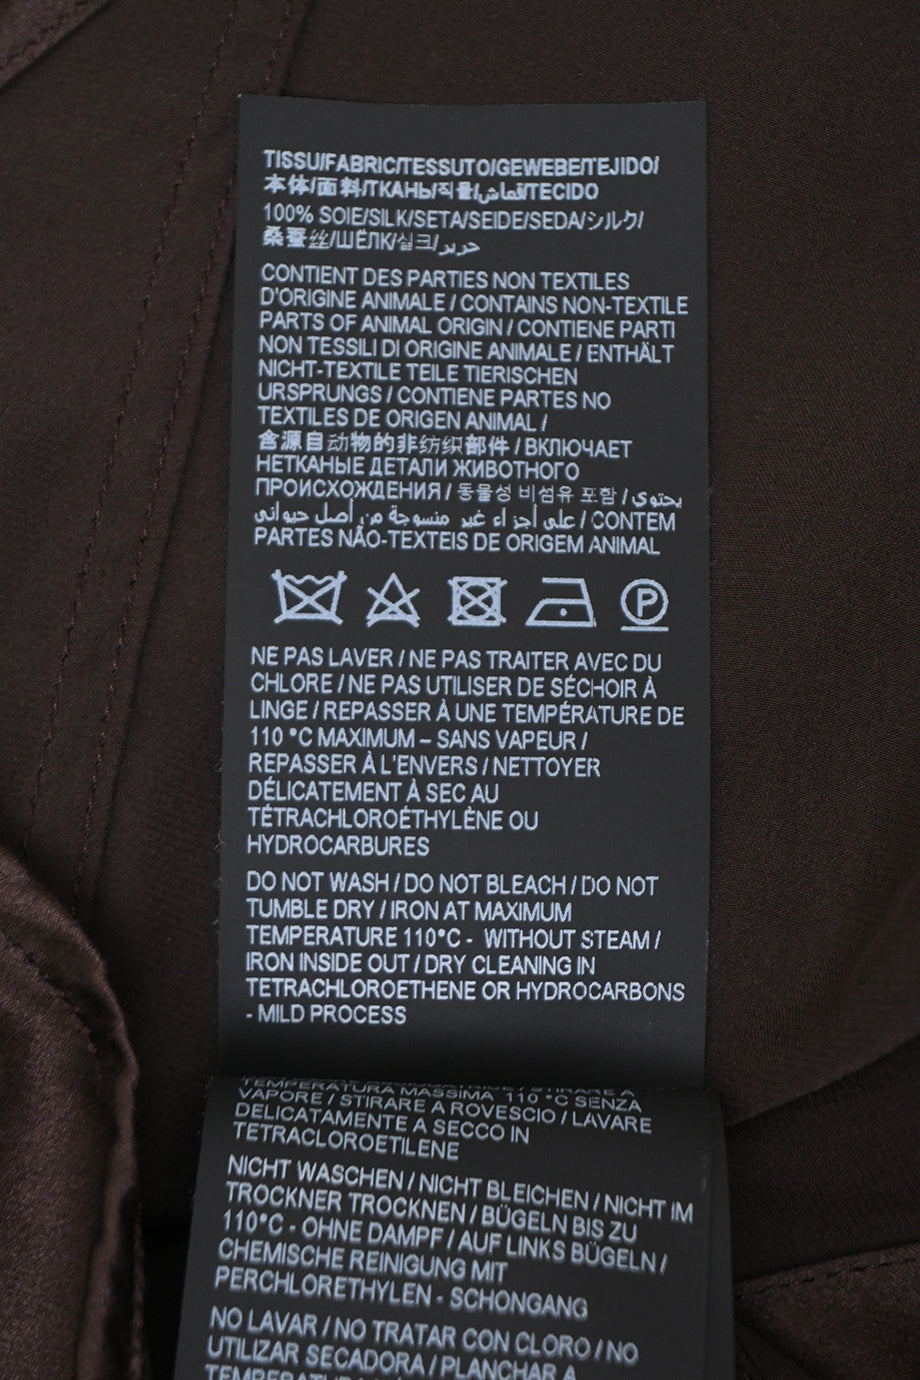 TISSU/FABRIC/TESSUTO/GEWEBE/TEJIDO/
本体/面料/ТКАНЬ/직물/قماش/TECIDO
100% SOIE/SILK/SETA/SEIDE/SEDA/シルク/
桑蚕丝/ШЁЛК/실크/حرير
CONTIENT DES PARTIES NON TEXTILES
D'ORIGINE ANIMALE / CONTAINS NON-TEXTILE
PARTS OF ANIMAL ORIGIN / CONTIENE PARTI
NON TESSILI DI ORIGINE ANIMALE / ENTHÄLT
NICHT-TEXTILE TEILE TIERISCHEN
URSPRUNGS / CONTIENE PARTES NO
TEXTILES DE ORIGEN ANIMAL /
含源自动物的非纺织部件 / ВКЛЮЧАЕТ
НЕТКАНЫЕ ДЕТАЛИ ЖИВОТНОГО
ПРОИСХОЖДЕНИЯ / 동물성 비섬유 포함 / يحتوي
على أجزاء غير منسوجة من أصل حيواني / CONTEM
PARTES NÃO-TEXTEIS DE ORIGEM ANIMAL
P
NE PAS LAVER / NE PAS TRAITER AVEC DU
CHLORE / NE PAS UTILISER DE SÉCHOIR À
LINGE / REPASSER À UNE TEMPÉRATURE DE
110 °C MAXIMUM – SANS VAPEUR /
REPASSER À L'ENVERS / NETTOYER
DÉLICATEMENT À SEC AU
TÉTRACHLOROÉTHYLÈNE OU
HYDROCARBURES
DO NOT WASH / DO NOT BLEACH / DO NOT
TUMBLE DRY / IRON AT MAXIMUM
TEMPERATURE 110°C - WITHOUT STEAM /
IRON INSIDE OUT / DRY CLEANING IN
TETRACHLOROETHENE OR HYDROCARBONS
- MILD PROCESS
TEMPERATURA MASSIMA 110 °C SENZA
VAPORE / STIRARE A ROVESCIO / LAVARE
DELICATAMENTE A SECCO IN
TETRACLOROETILENE
NICHT WASCHEN / NICHT BLEICHEN / NICHT IM
TROCKNER TROCKNEN / BÜGELN BIS ZU
110°C - OHNE DAMPF / AUF LINKS BÜGELN /
CHEMISCHE REINIGUNG MIT
PERCHLORETHYLEN - SCHONGANG
NO LAVAR / NO TRATAR CON CLORO / NO
UTILIZAR SECADORA / PLANCHAR A